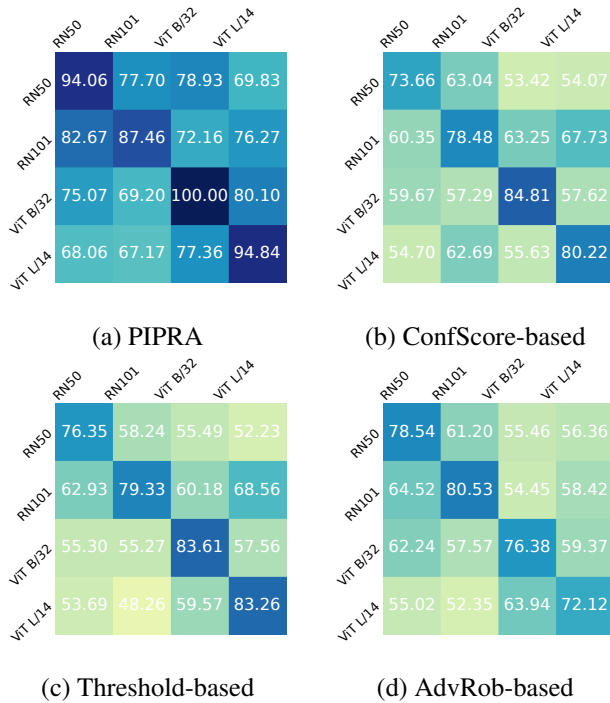 RN50 RN101 ViT B/32 ViT L/14
RN50 94.06 77.70 78.93 69.83
RN101 82.67 87.46 72.16 76.27
ViT B/32 75.07 69.20 100.00 80.10
ViT L/14 68.06 67.17 77.36 94.84
(a) PIPRA
RN50 RN101 ViT B/32 ViT L/14
RN50 73.66 63.04 53.42 54.07
RN101 60.35 78.48 63.25 67.73
ViT B/32 59.67 57.29 84.81 57.62
ViT L/14 54.70 62.69 55.63 80.22
(b) ConfScore-based
RN50 RN101 ViT B/32 ViT L/14
RN50 76.35 58.24 55.49 52.23
RN101 62.93 79.33 60.18 68.56
ViT B/32 55.30 55.27 83.61 57.56
ViT L/14 53.69 48.26 59.57 83.26
(c) Threshold-based
RN50 RN101 ViT B/32 ViT L/14
RN50 78.54 61.20 55.46 56.36
RN101 64.52 80.53 54.45 58.42
ViT B/32 62.24 57.57 76.38 59.37
ViT L/14 55.02 52.35 63.94 72.12
(d) AdvRob-based